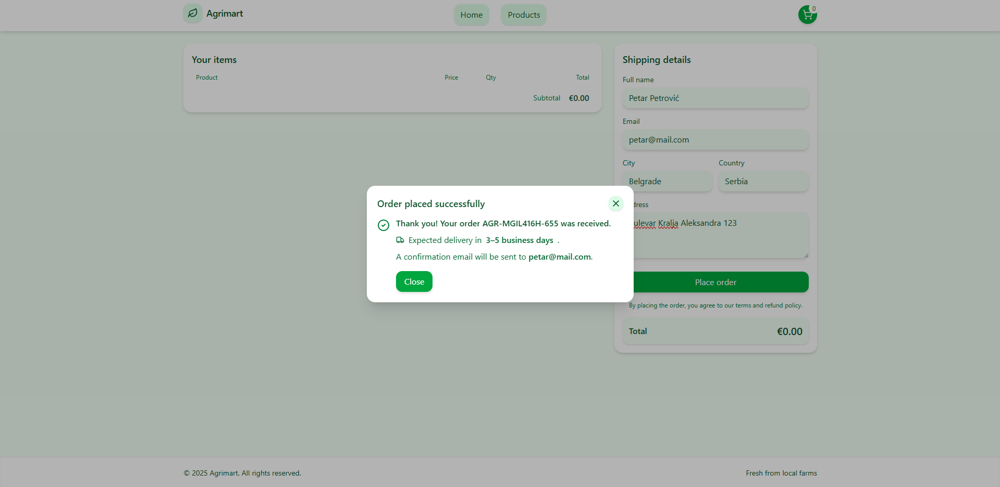 Agrimart
Home
Products
0
Your items
Product Price Qty Total
Subtotal €0.00
Shipping details
Full name
Petar Petrović
Email
petar@mail.com
City
Country
Belgrade
Serbia
dress
ulevar Kralja Aleksandra 123
Place order
By placing the order, you agree to our terms and refund policy.
Total €0.00
Order placed successfully
Thank you! Your order AGR-MGIL416H-655 was received.
Expected delivery in 3–5 business days .
A confirmation email will be sent to petar@mail.com.
Close
© 2025 Agrimart. All rights reserved.
Fresh from local farms